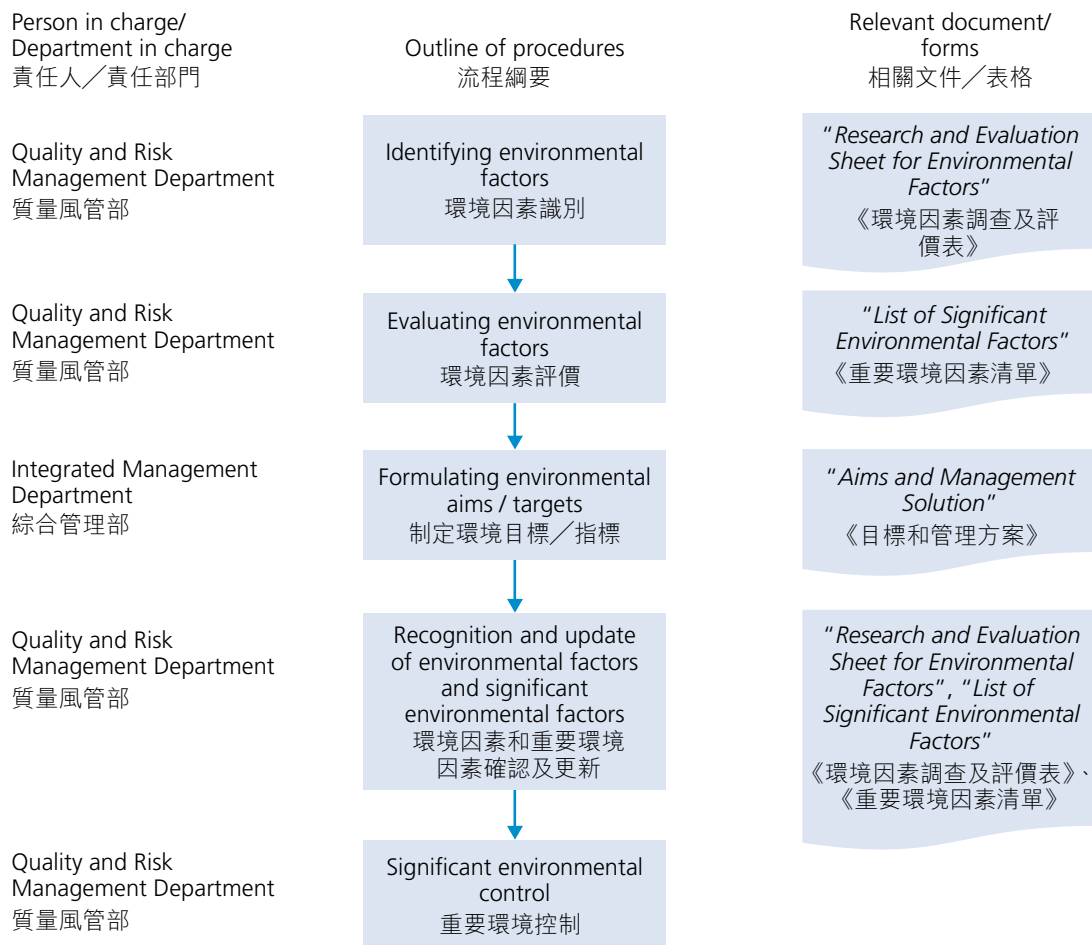 Person in charge/
Department in charge
責任人／責任部門
Outline of procedures
流程綱要
Relevant document/
forms
相關文件／表格
Quality and Risk
Management Department
質量風管部
Identifying environmental
factors
環境因素識別
"Research and Evaluation
Sheet for Environmental
Factors"
《環境因素調查及評
價表》
Quality and Risk
Management Department
質量風管部
Evaluating environmental
factors
環境因素評價
"List of Significant
Environmental Factors"
《重要環境因素清單》
Integrated Management
Department
綜合管理部
Formulating environmental
aims / targets
制定環境目標／指標
"Aims and Management
Solution"
《目標和管理方案》
Quality and Risk
Management Department
質量風管部
Recognition and update
of environmental factors
and significant
environmental factors
環境因素和重要環境
因素確認及更新
"Research and Evaluation
Sheet for Environmental
Factors", "List of
Significant Environmental
Factors"
《環境因素調查及評價表》、
《重要環境因素清單》
Quality and Risk
Management Department
質量風管部
Significant environmental
control
重要環境控制